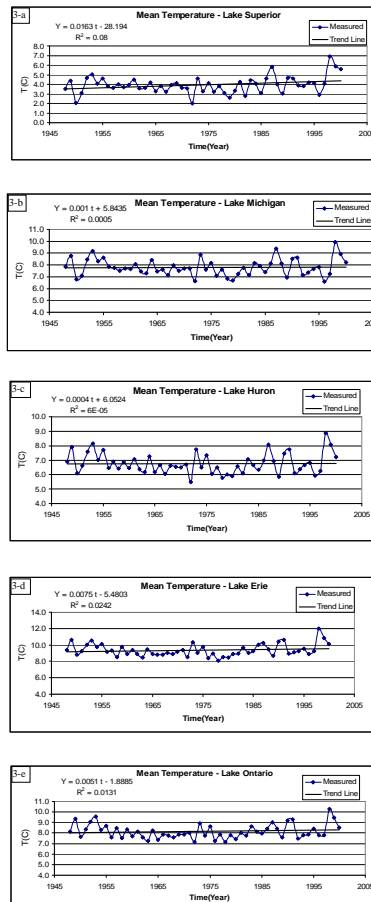 3-a
Y = 0.0163 t - 28.194
R² = 0.08
Mean Temperature - Lake Superior
Measured
Trend Line
T (C)
8.0
7.0
6.0
5.0
4.0
3.0
2.0
1.0
0.0
1945 1955 1965 1975 1985 1995 2005
Time(Year)
3-b
Y = 0.001 t + 5.8435
R² = 0.0005
Mean Temperature - Lake Michigan
Measured
Trend Line
T(C)
11.0
10.0
9.0
8.0
7.0
6.0
5.0
4.0
1945 1955 1965 1975 1985 1995 2005
Time(Year)
3-c
Y = 0.0004 t + 6.0524
R² = 6E-05
Mean Temperature - Lake Huron
Measured
Trend Line
T(C)
10.0
9.0
8.0
7.0
6.0
5.0
4.0
1945 1955 1965 1975 1985 1995 2005
Time(Year)
3-d
Y = 0.0075 t - 5.4803
R² = 0.0242
Mean Temperature - Lake Erie
Measured
Trend Line
T(C)
14.0
12.0
10.0
8.0
6.0
4.0
1945 1955 1965 1975 1985 1995 2005
Time(Year)
3-e
Y = 0.0051 t - 1.8885
R² = 0.0131
Mean Temperature - Lake Ontario
Measured
Trend Line
T(C)
11.0
10.0
9.0
8.0
7.0
6.0
5.0
4.0
1945 1955 1965 1975 1985 1995 2005
Time(Year)